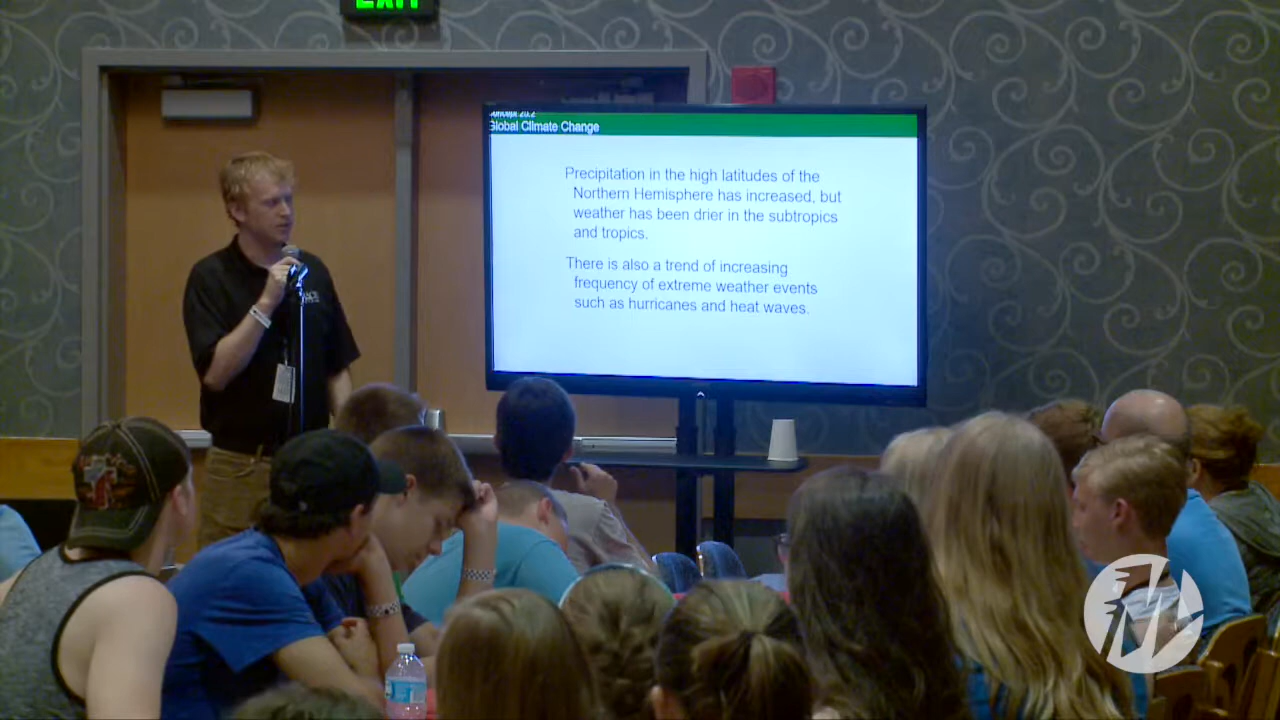 EXIT
Global Climate Change
Precipitation in the high latitudes of the
Northern Hemisphere has increased, but
weather has been drier in the subtropics
and tropics.
There is also a trend of increasing
frequency of extreme weather events
such as hurricanes and heat waves.